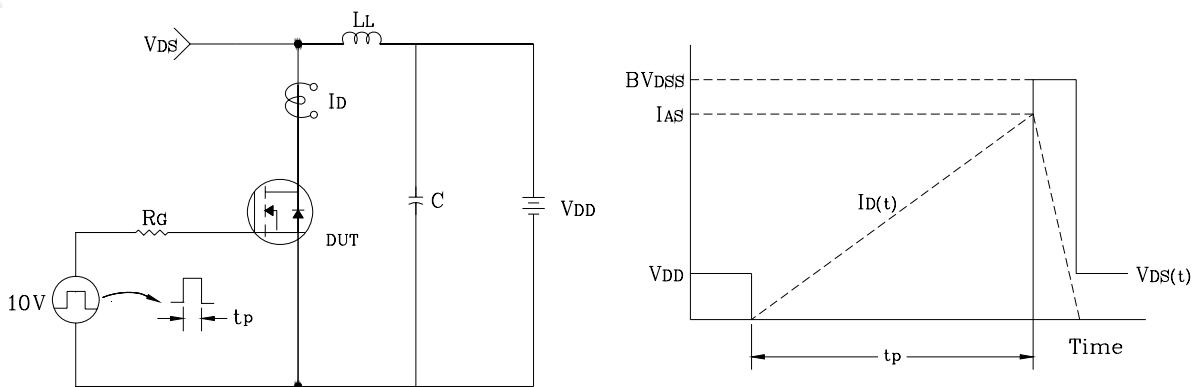 LL
VDS
ID
RG
DUT
C
VDD
10V
tp
BVDSS
IAS
ID(t)
VDD
VDS(t)
tp
Time